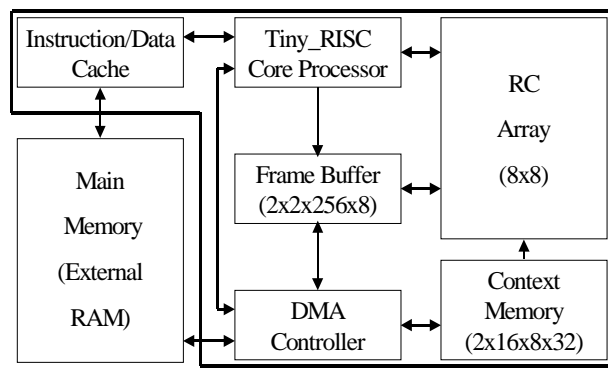 Instruction/Data
Cache
Tiny_RISC
Core Processor
RC
Array
(8x8)
Main
Memory
(External
RAM)
Frame Buffer
(2x2x256x8)
DMA
Controller
Context
Memory
(2x16x8x32)